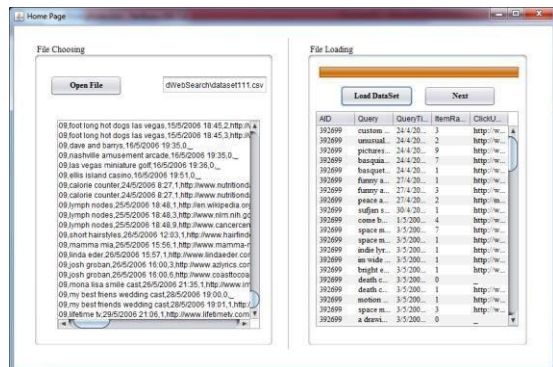 Home Page
File Choosing
Open File
dWebSearch\dataset111.csv
09,foot long hot dogs las vegas,15/5/2006 18:45,2,http://
09,foot long hot dogs las vegas,15/5/2006 18:45,3,http://
09,dave and barrys,16/5/2006 19:35,0,_
09,nashville amusement arcade,16/5/2006 19:35,0,_
09,las vegas miniature golf,16/5/2006 19:36,0,_
09,ellis island casino,16/5/2006 19:51,0,_
09,calorie counter,24/5/2006 8:27,1,http://www.nutritiond
09,calorie counter,24/5/2006 8:27,1,http://www.nutritiond
09,lymph nodes,25/5/2006 18:48,1,http://en.wikipedia.org
09,lymph nodes,25/5/2006 18:48,3,http://www.nlm.nih.go
09,lymph nodes,25/5/2006 18:48,9,http://www.cancercen
09,short hairstyles,26/5/2006 12:03,1,http://www.hairfind
09,mamma mia,26/5/2006 15:56,1,http://www.mamma-r
09,linda eder,26/5/2006 15:57,1,http://www.lindaeder.com
09,josh groban,26/5/2006 16:00,3,http://www.azlyrics.com
09,josh groban,26/5/2006 16:00,6,http://www.coasttocoa
09,mona lisa smile cast,26/5/2006 21:35,1,http://www.im
09,my best friens wedding cast,28/5/2006 19:00,0,_
09,my best friends wedding cast,28/5/2006 19:01,1,http:/
09,lifetime tv,29/5/2006 21:06,1,http://www.lifetimetv.com
File Loading
Load DataSet Next
AID Query QueryTi... ItemRa... ClickU...
392699 custom ... 24/4/20... 3 http://w...
392699 unusual... 24/4/20... 2 http://w...
392699 pictures... 24/4/20... 9 http://w...
392699 basquia... 24/4/20... 7 http://w...
392699 basquet... 24/4/20... 1 http://w...
392699 funny a... 27/4/20... 1 http://w...
392699 funny a... 27/4/20... 3 http://w...
392699 peace a... 27/4/20... 2 http://m...
392699 sufjan s... 30/4/20... 1 http://w...
392699 come b... 1/5/200... 4 http://w...
392699 space m... 3/5/200... 7 http://w...
392699 space m... 3/5/200... 1 http://w...
392699 indie lyr... 3/5/200... 1 http://w...
392699 im wide ... 3/5/200... 1 http://w...
392699 bright e... 3/5/200... 1 http://w...
392699 death c... 3/5/200... 0 _
392699 death c... 3/5/200... 1 http://w...
392699 motion ... 3/5/200... 1 http://w...
392699 space m... 3/5/200... 3 http://w...
392699 a drawi... 3/5/200... 0 _